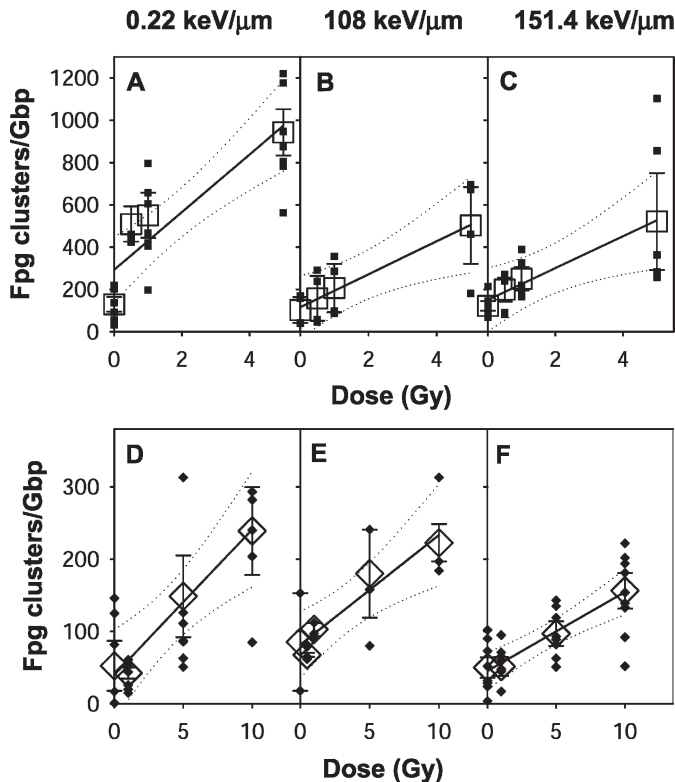 0.22 keV/µm 108 keV/µm 151.4 keV/µm
A B C
Fpg clusters/Gbp
1200
1000
800
600
400
200
0
0 2 4 0 2 4 0 2 4
Dose (Gy)
D E F
Fpg clusters/Gbp
300
200
100
0
0 5 10 0 5 10 0 5 10
Dose (Gy)